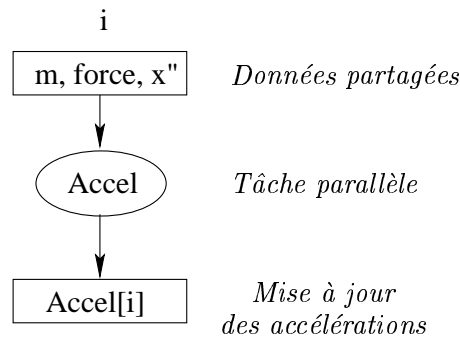 i
m, force, x"
Données partagées
Accel
Tâche parallèle
Accel[i]
Mise à jour
des accélérations